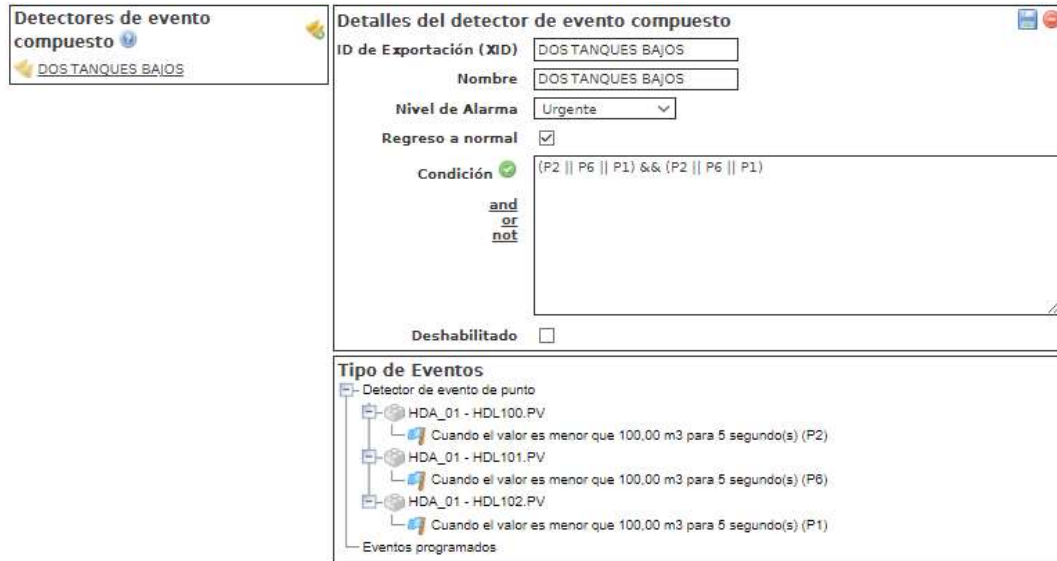 Detectores de evento
compuesto
DOS TANQUES BAJOS
Detalles del detector de evento compuesto
ID de Exportación (XID) DOS TANQUES BAJOS
Nombre DOS TANQUES BAJOS
Nivel de Alarma Urgente
Regreso a normal
Condición (P2 || P6 || P1) && (P2 || P6 || P1)
and
or
not
Deshabilitado
Tipo de Eventos
Detector de evento de punto
HDA_01 - HDL100.PV
Cuando el valor es menor que 100,00 m3 para 5 segundo(s) (P2)
HDA_01 - HDL101.PV
Cuando el valor es menor que 100,00 m3 para 5 segundo(s) (P6)
HDA_01 - HDL102.PV
Cuando el valor es menor que 100,00 m3 para 5 segundo(s) (P1)
Eventos programados